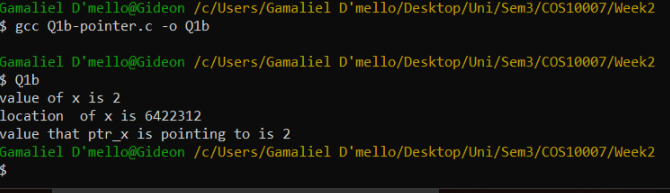 Gamaliel D'mello@Gideon /c/Users/Gamaliel D'mello/Desktop/Uni/Sem3/COS10007/Week2
$ gcc Q1b-pointer.c -o Q1b
Gamaliel D'mello@Gideon /c/Users/Gamaliel D'mello/Desktop/Uni/Sem3/COS10007/Week2
$ Q1b
value of x is 2
location  of x is 6422312
value that ptr_x is pointing to is 2
Gamaliel D'mello@Gideon /c/Users/Gamaliel D'mello/Desktop/Uni/Sem3/COS10007/Week2
$